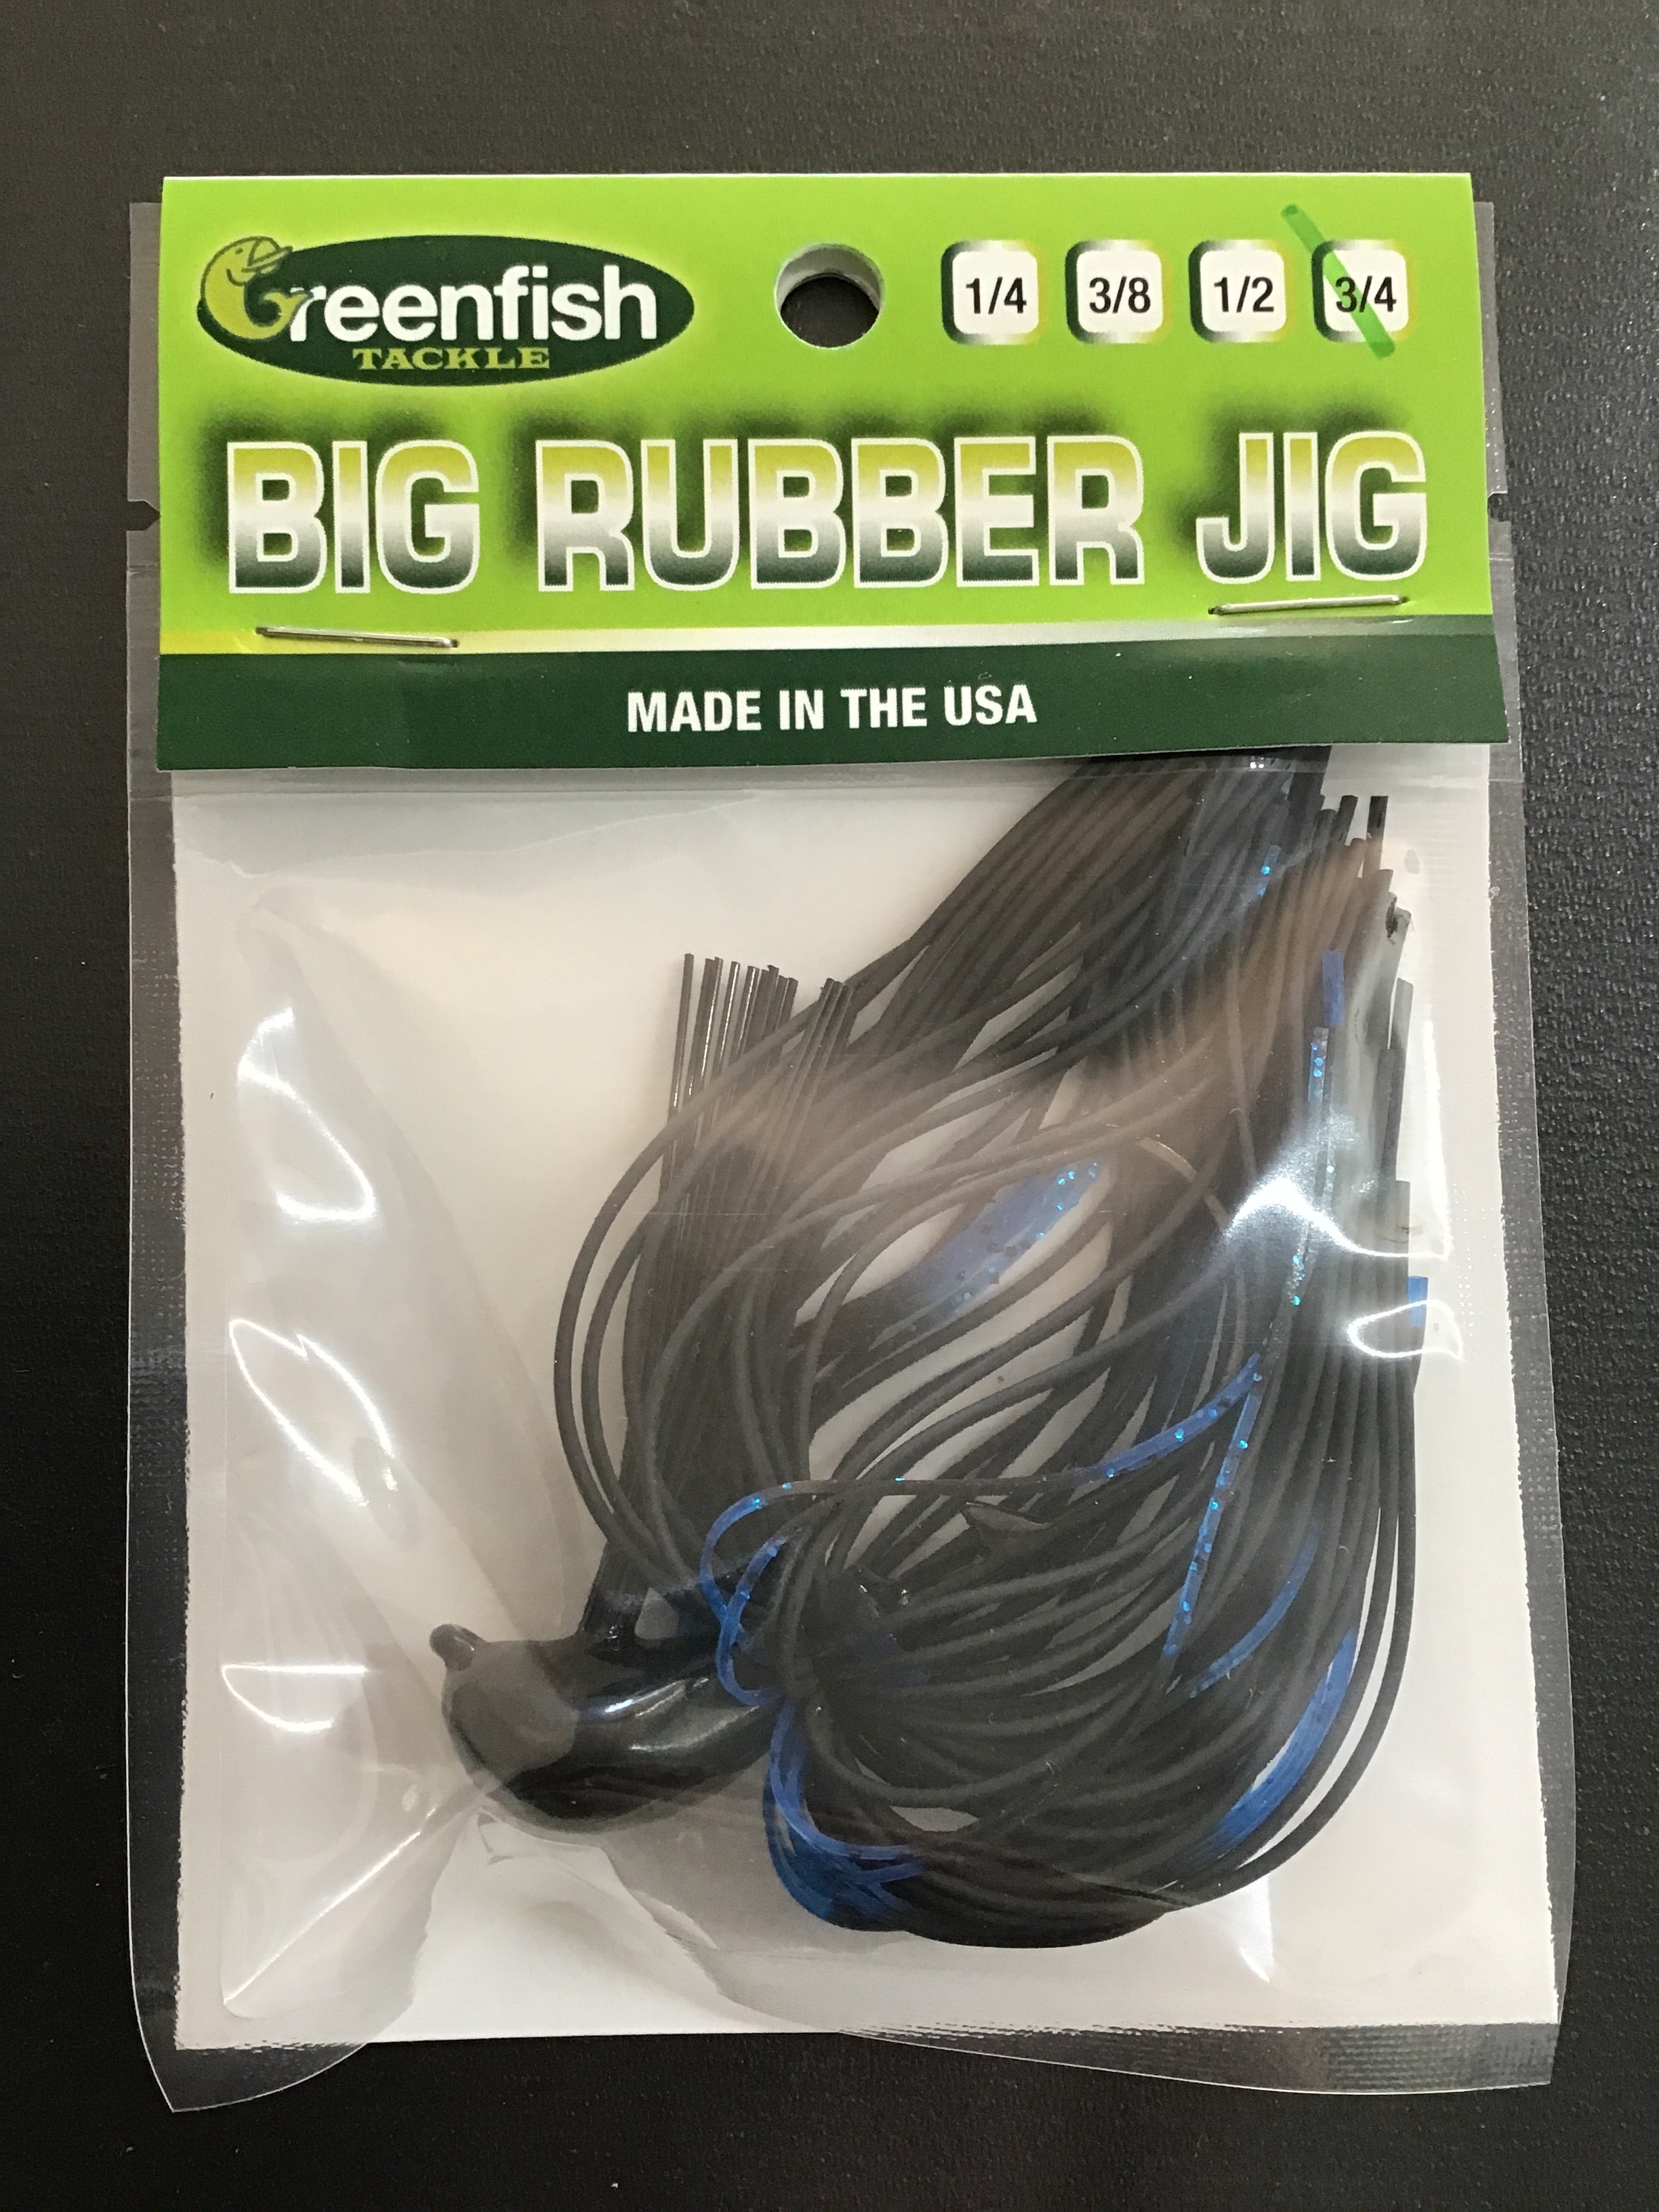 Greenfish
TACKLE
1/4 3/8 1/2 3/4
BIG RUBBER JIG
MADE IN THE USA